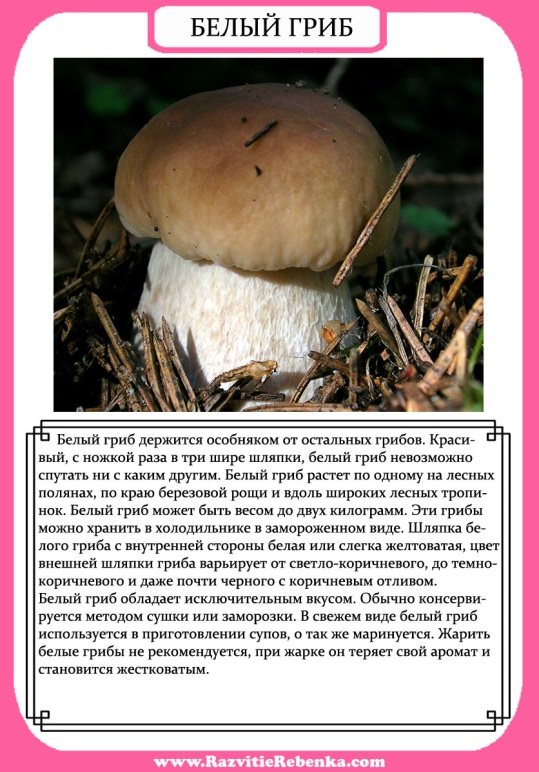 БЕЛЫЙ ГРИБ
Белый гриб держится особняком от остальных грибов. Краси-
вый, с ножкой раза в три шире шляпки, белый гриб невозможно
спутать ни с каким другим. Белый гриб растет по одному на лесных
полянах, по краю березовой рощи и вдоль широких лесных тропи-
нок. Белый гриб может быть весом до двух килограмм. Эти грибы
можно хранить в холодильнике в замороженном виде. Шляпка бе-
лого гриба с внутренней стороны белая или слегка желтоватая, цвет
внешней шляпки гриба варьирует от светло-коричневого, до темно-
коричневого и даже почти черного с коричневым отливом.
Белый гриб обладает исключительным вкусом. Обычно консерви-
руется методом сушки или заморозки. В свежем виде белый гриб
используется в приготовлении супов, о так же маринуется. Жарить
белые грибы не рекомендуется, при жарке он теряет свой аромат и
становится жестковатым.
www.RazvitieRebenka.com